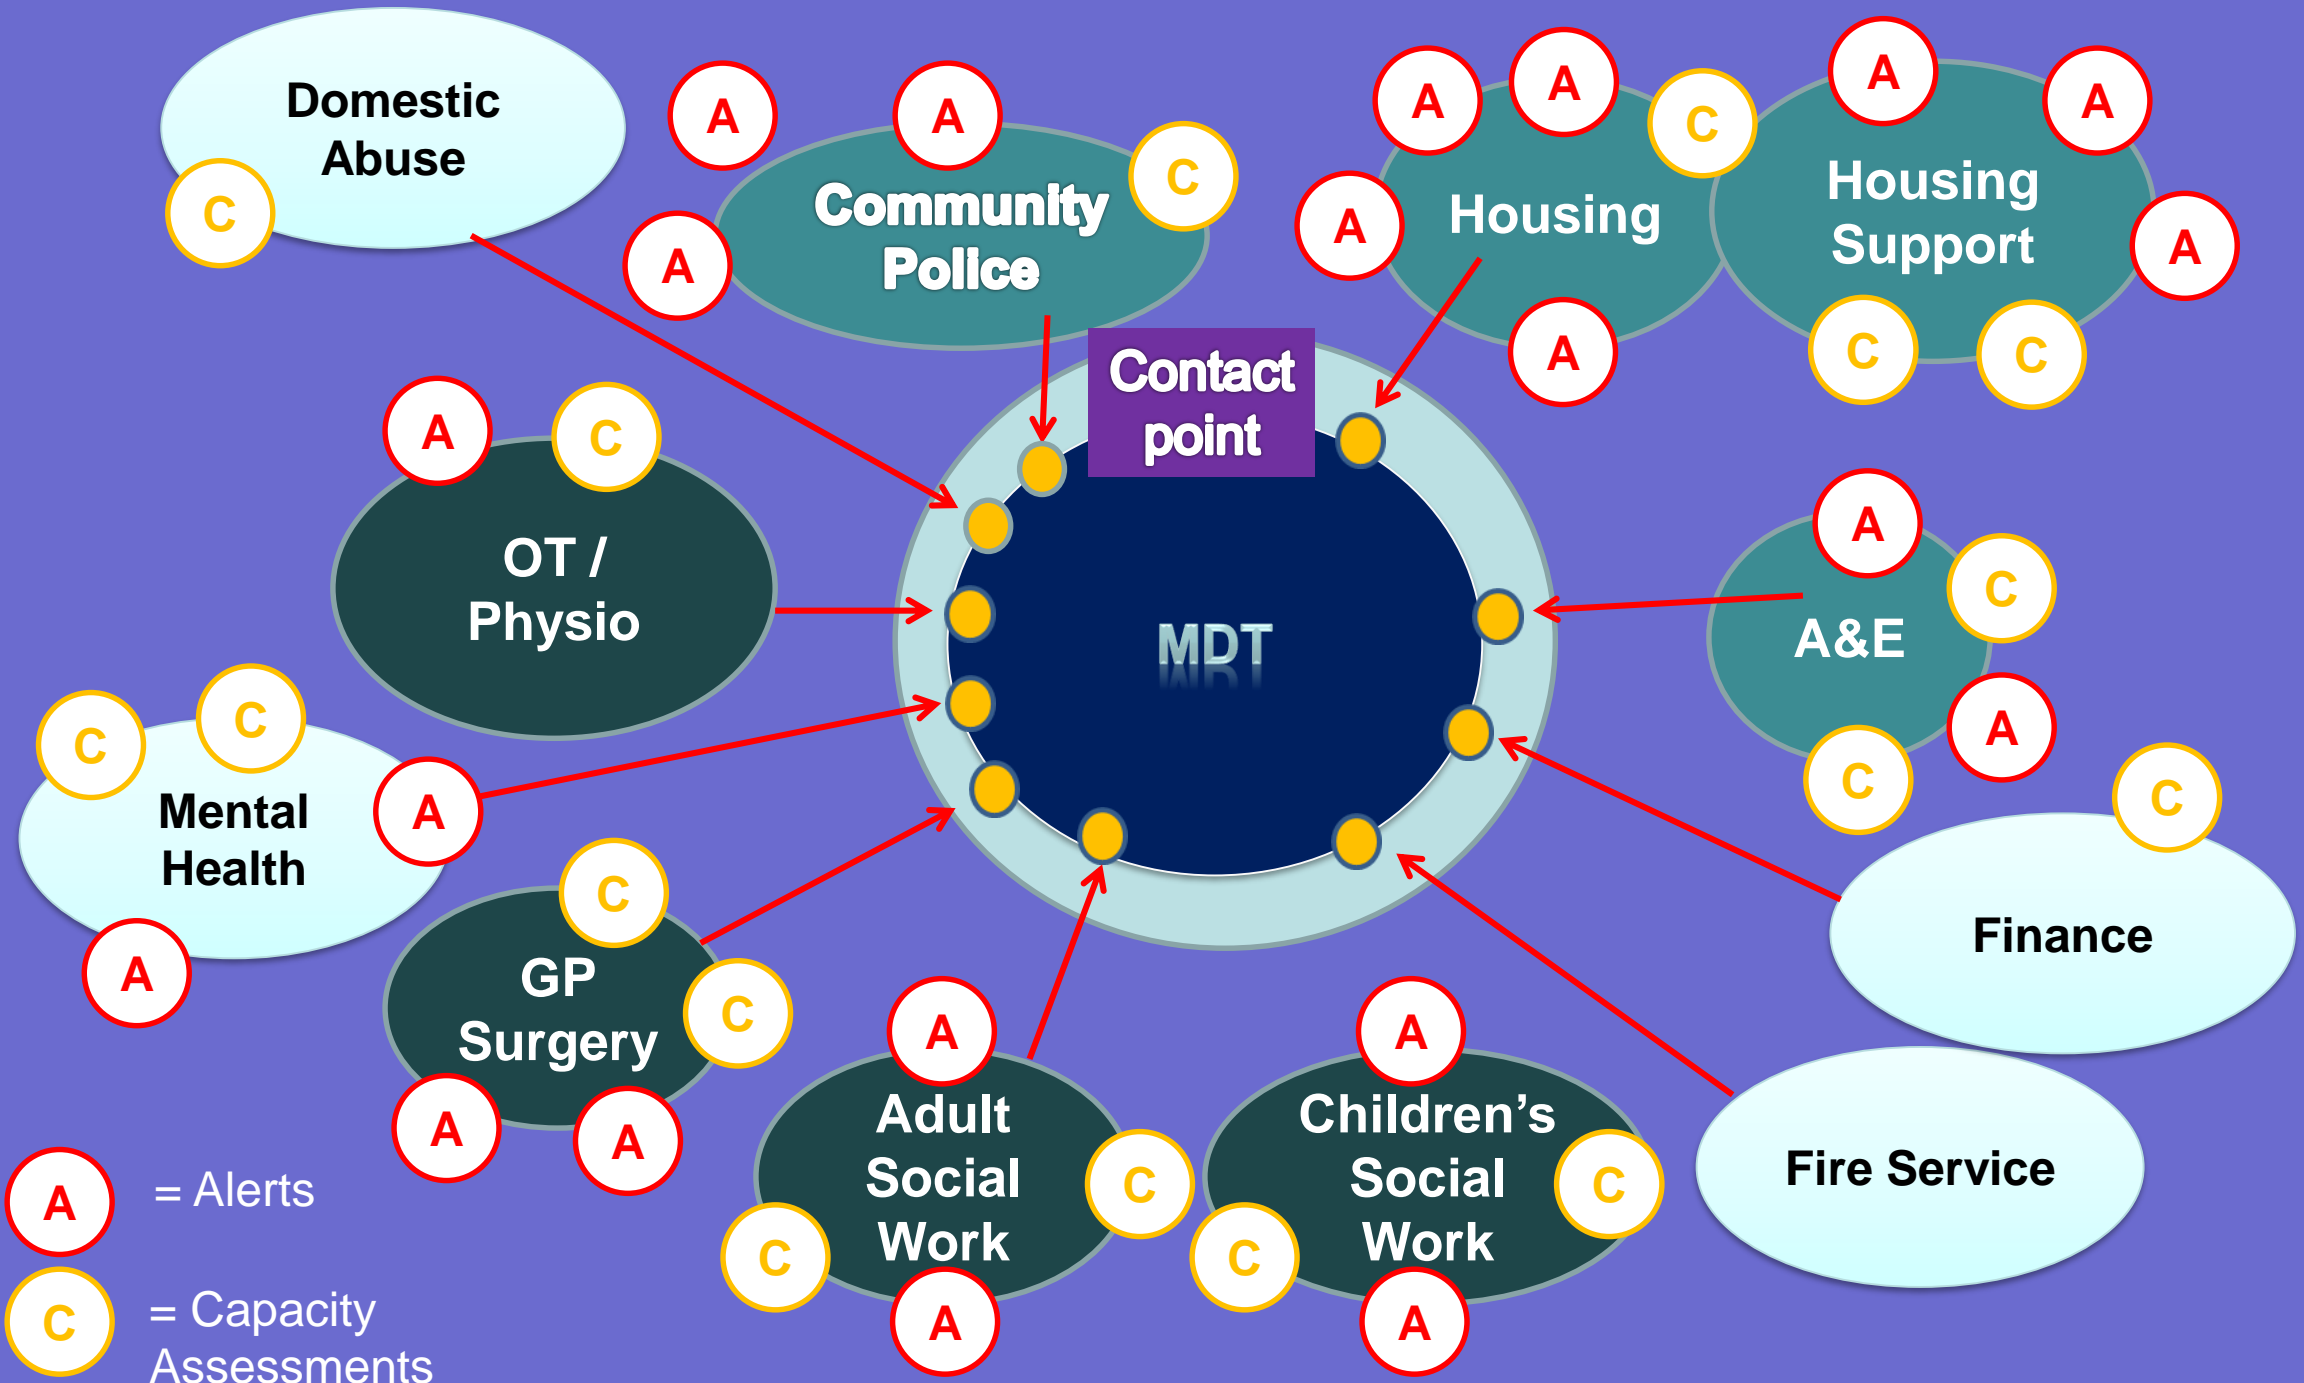 Domestic
Abuse
C
A
A
A
C
Community
Police
A
A
A
A
C
Housing
A
A
A
C
C
Housing
Support
Contact
point
MDT
A
C
OT /
Physio
A
C
A
C
A&E
C
C
A
A
Mental
Health
C
Finance
C
C
A
A
GP
Surgery
A
C
C
A
Adult
Social
Work
A
C
C
A
Children’s
Social
Work
Fire Service
A
= Alerts
C
= Capacity
Assessments